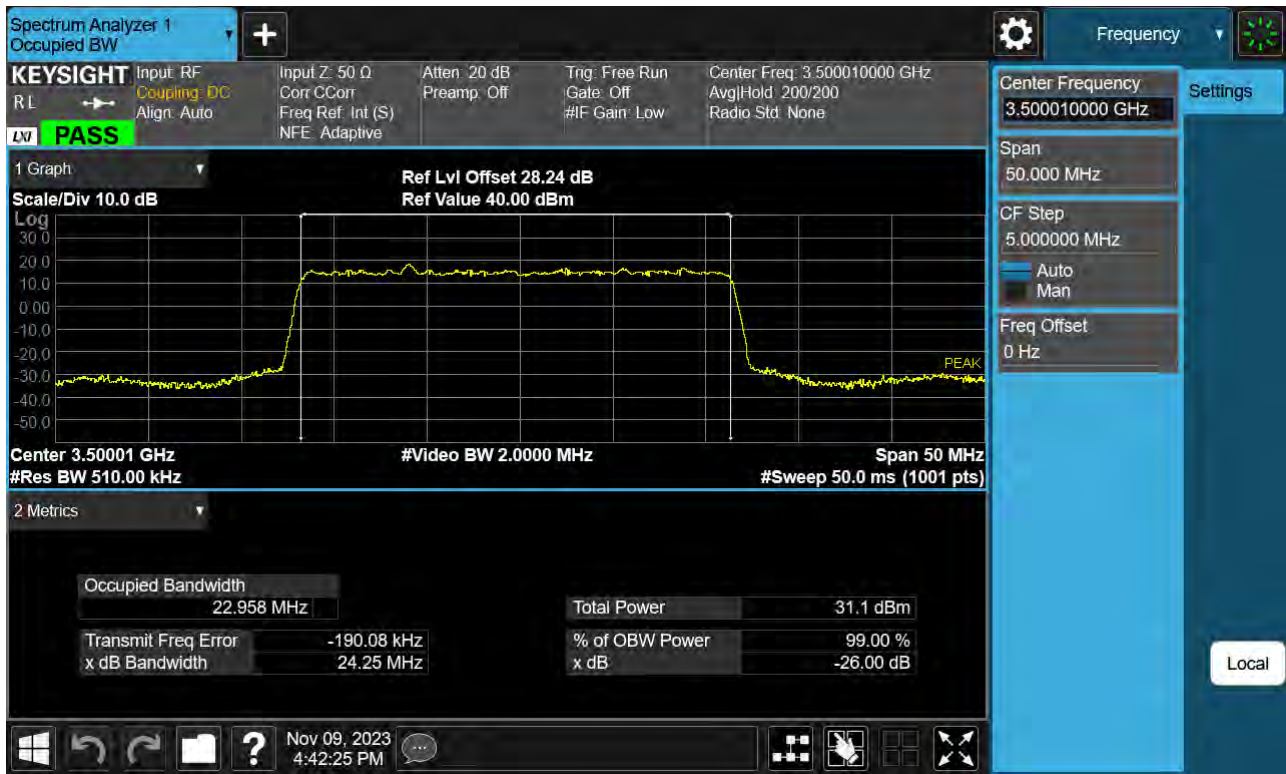 Spectrum Analyzer 1
Occupied BW
+
Frequency
KEYSIGHT
RL
LXI
PASS
Input: RF
Coupling: DC
Align: Auto
Input Z: 50 Ω
Corr CCorr
Freq Ref: Int (S)
NFE: Adaptive
Atten: 20 dB
Preamp: Off
Trig: Free Run
Gate: Off
#IF Gain: Low
Center Freq: 3.500010000 GHz
Avg|Hold: 200/200
Radio Std: None
Center Frequency
3.500010000 GHz
Settings
Span
50.000 MHz
CF Step
5.000000 MHz
Auto
Man
Freq Offset
0 Hz
Local
1 Graph
Scale/Div 10.0 dB
Ref Lvl Offset 28.24 dB
Ref Value 40.00 dBm
Log
30.0
20.0
10.0
0.00
-10.0
-20.0
-30.0
-40.0
-50.0
PEAK
Center 3.50001 GHz
#Video BW 2.0000 MHz
Span 50 MHz
#Res BW 510.00 kHz
#Sweep 50.0 ms (1001 pts)
2 Metrics
Occupied Bandwidth
22.958 MHz
Total Power 31.1 dBm
Transmit Freq Error -190.08 kHz
% of OBW Power 99.00 %
x dB Bandwidth 24.25 MHz
x dB -26.00 dB
?
Nov 09, 2023
4:42:25 PM